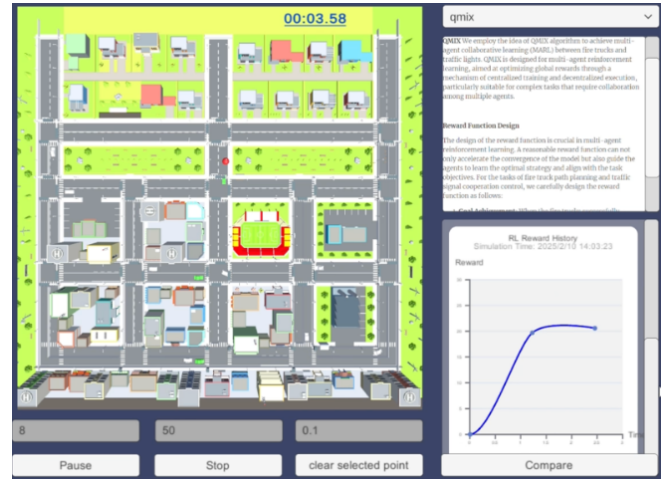 00:03.58
qmix
QMIX We employ the idea of QMIX algorithm to achieve multi-
agent collaborative learning (MARL) between fire trucks and
traffic lights. QMIX is designed for multi-agent reinforcement
learning, aimed at optimizing global rewards through a
mechanism of centralized training and decentralized execution,
particularly suitable for complex tasks that require collaboration
among multiple agents.
Reward Function Design
The design of the reward function is crucial in multi-agent
reinforcement learning. A reasonable reward function can not
only accelerate the convergence of the model but also guide the
agents to learn the optimal strategy and align with the task
objectives. For the tasks of fire truck path planning and traffic
signal cooperation control, we carefully design the reward
function as follows:
RL Reward History
Simulation Time: 2025/2/10 14:03:23
Reward
Time
8
50
0.1
Pause
Stop
clear selected point
Compare